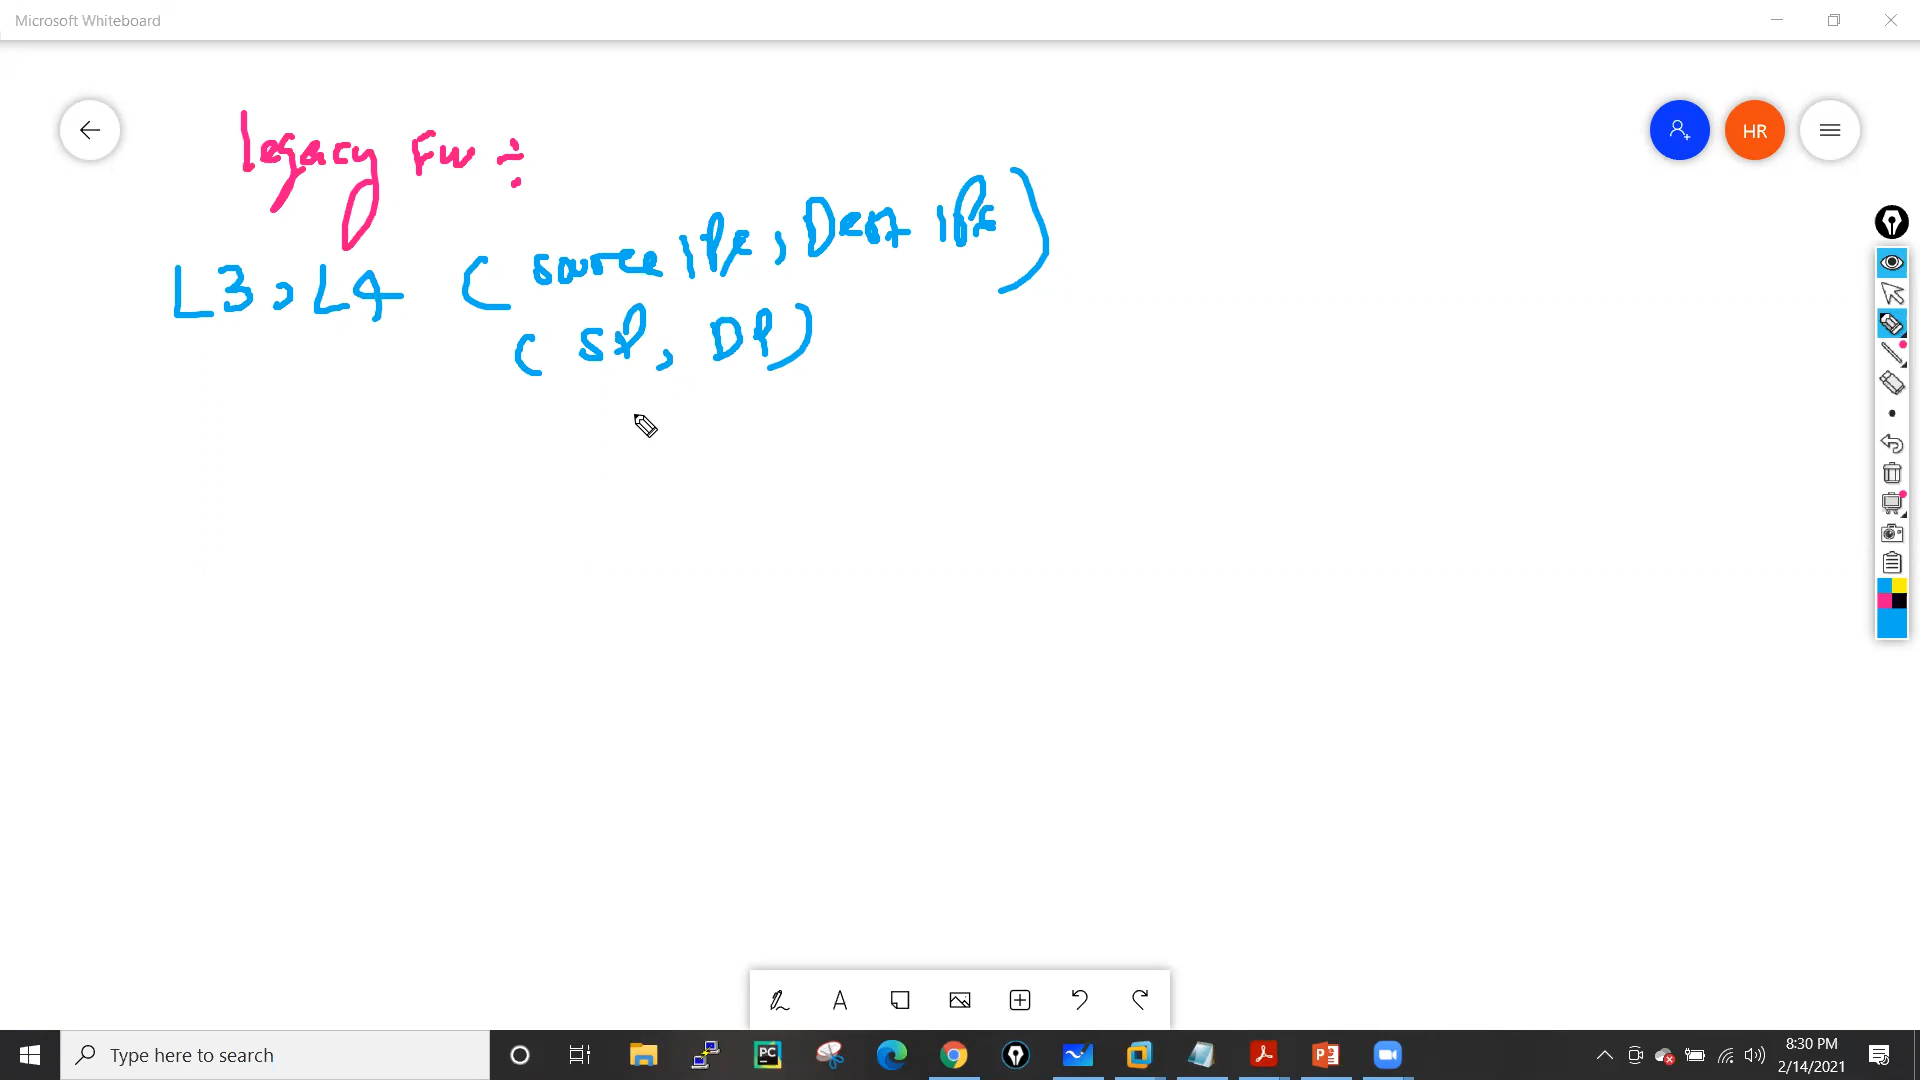 Microsoft Whiteboard
Legacy FW :-
HR
L3, L4 ( source IPs, Dest IPs )
( SP, DP )
PC
Type here to search
8:30 PM
2/14/2021